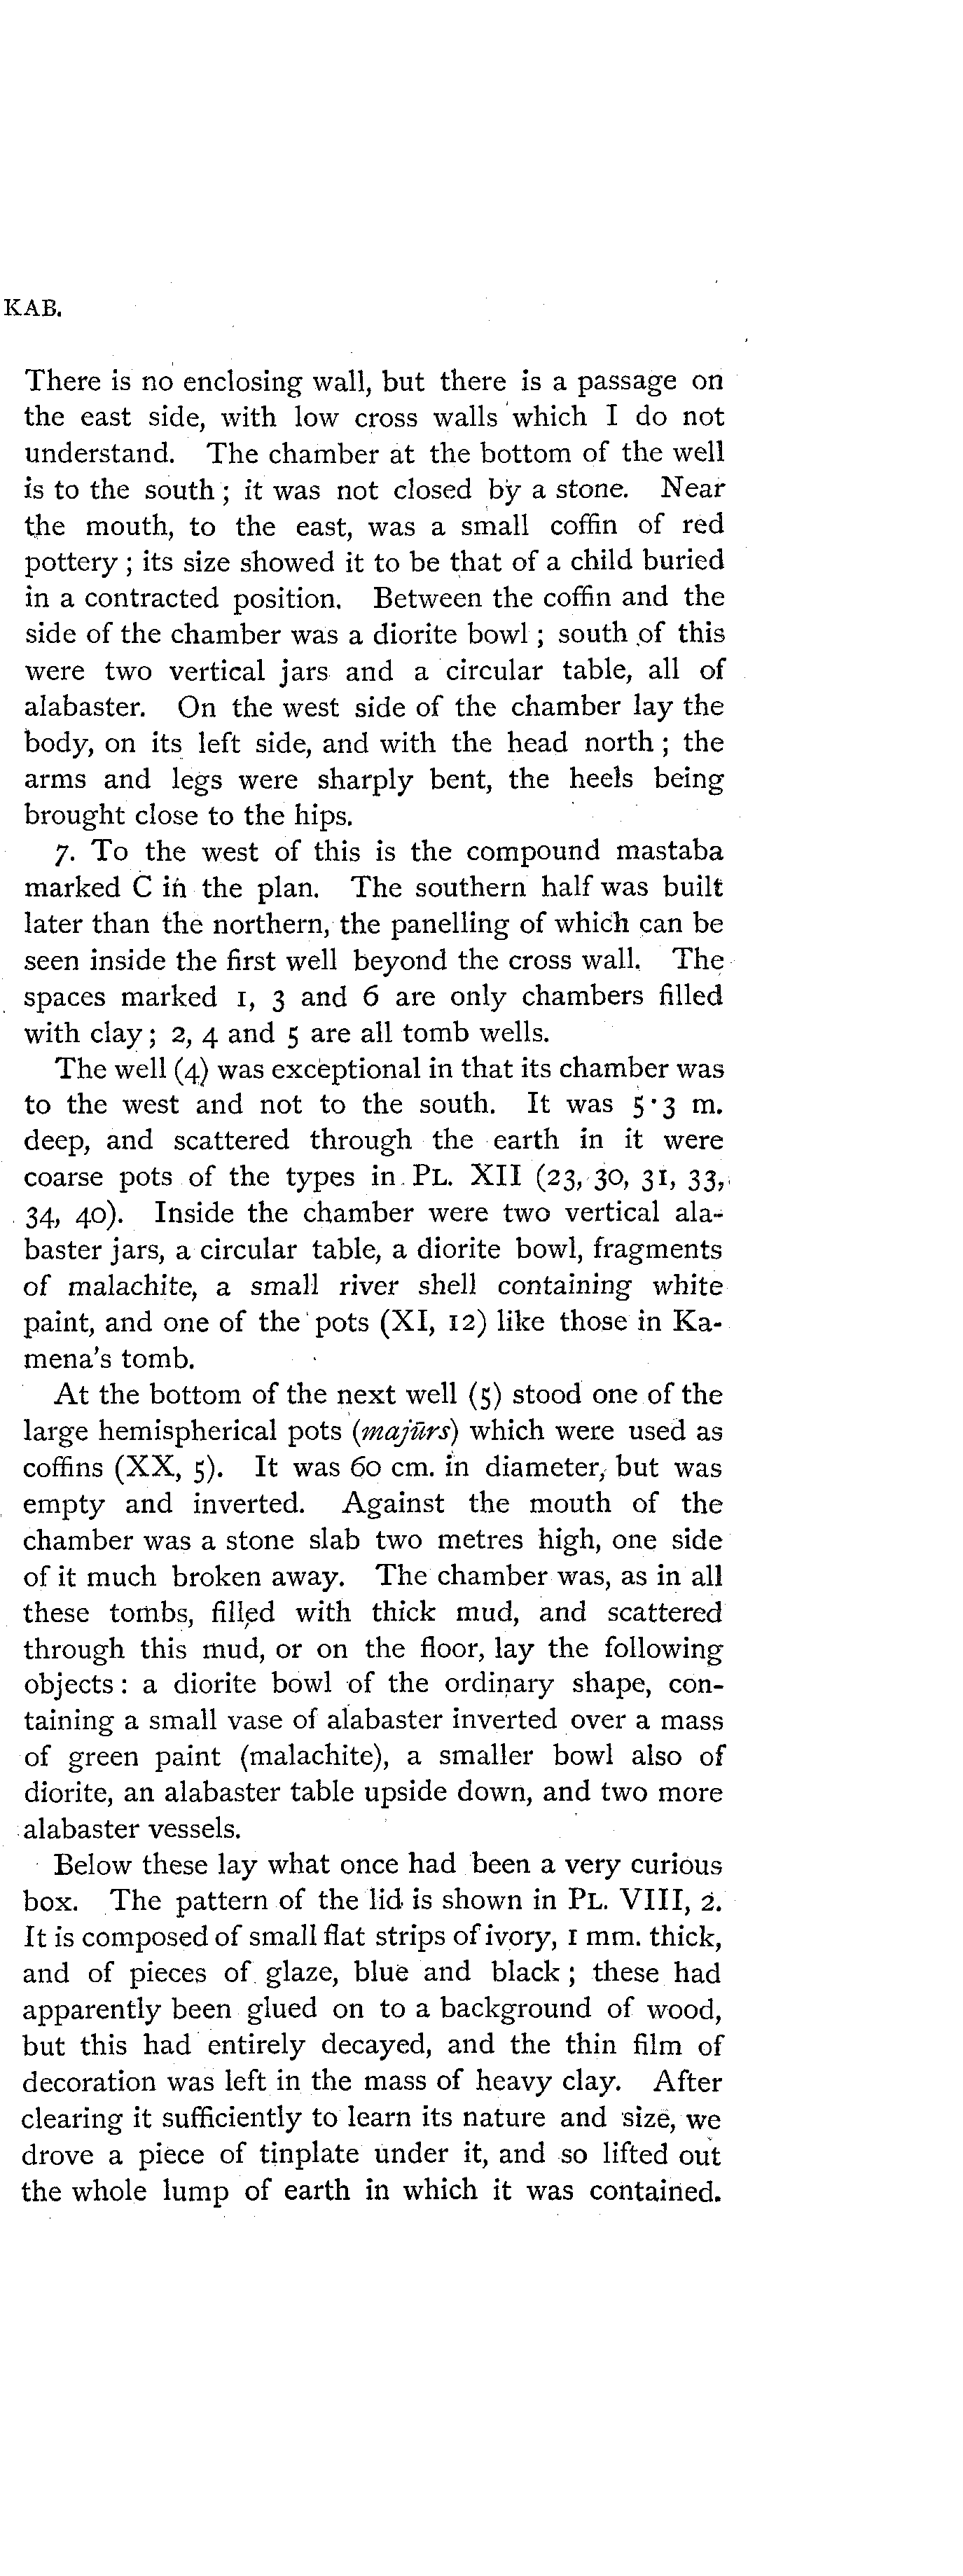 KAB.
There is no enclosing wall, but there is a passage on
the east side, with low cross walls which I do not
understand. The chamber at the bottom of the well
is to the south; it was not closed by a stone. Near
the mouth, to the east, was a small coffin of red
pottery; its size showed it to be that of a child buried
in a contracted position. Between the coffin and the
side of the chamber was a diorite bowl; south of this
were two vertical jars and a circular table, all of
alabaster. On the west side of the chamber lay the
body, on its left side, and with the head north; the
arms and legs were sharply bent, the heels being
brought close to the hips.
7. To the west of this is the compound mastaba
marked C in the plan. The southern half was built
later than the northern, the panelling of which can be
seen inside the first well beyond the cross wall. The
spaces marked 1, 3 and 6 are only chambers filled
with clay; 2, 4 and 5 are all tomb wells.
The well (4) was exceptional in that its chamber was
to the west and not to the south. It was 5·3 m.
deep, and scattered through the earth in it were
coarse pots of the types in PL. XII (23, 30, 31, 33,
34, 40). Inside the chamber were two vertical ala-
baster jars, a circular table, a diorite bowl, fragments
of malachite, a small river shell containing white
paint, and one of the pots (XI, 12) like those in Ka-
mena's tomb.
At the bottom of the next well (5) stood one of the
large hemispherical pots (majūrs) which were used as
coffins (XX, 5). It was 60 cm. in diameter, but was
empty and inverted. Against the mouth of the
chamber was a stone slab two metres high, one side
of it much broken away. The chamber was, as in all
these tombs, filled with thick mud, and scattered
through this mud, or on the floor, lay the following
objects: a diorite bowl of the ordinary shape, con-
taining a small vase of alabaster inverted over a mass
of green paint (malachite), a smaller bowl also of
diorite, an alabaster table upside down, and two more
alabaster vessels.
Below these lay what once had been a very curious
box. The pattern of the lid is shown in PL. VIII, 2.
It is composed of small flat strips of ivory, 1 mm. thick,
and of pieces of glaze, blue and black; these had
apparently been glued on to a background of wood,
but this had entirely decayed, and the thin film of
decoration was left in the mass of heavy clay. After
clearing it sufficiently to learn its nature and size, we
drove a piece of tinplate under it, and so lifted out
the whole lump of earth in which it was contained.